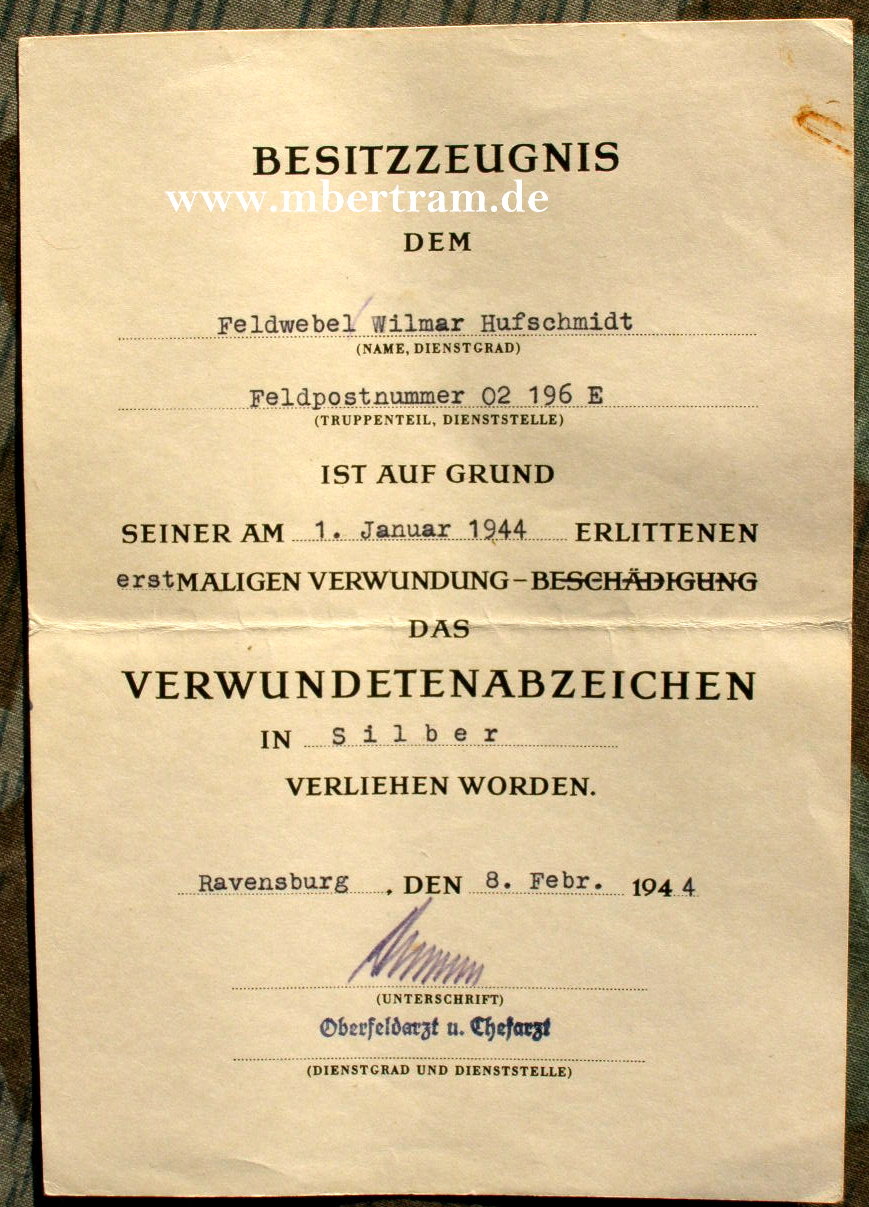 BESITZZEUGNIS
www.mbertram.de
DEM
Feldwebel Wilmar Hufschmidt
(NAME, DIENSTGRAD)
Feldpostnummer 02 196 E
(TRUPPENTEIL, DIENSTSTELLE)
IST AUF GRUND
SEINER AM 1. Januar 1944 ERLITTENEN
erstMALIGEN VERWUNDUNG – BESCHÄDIGUNG
DAS
VERWUNDETENABZEICHEN
IN Silber
VERLIEHEN WORDEN.
Ravensburg, DEN 8. Febr. 1944
(UNTERSCHRIFT)
Oberfeldarzt u. Chefarzt
(DIENSTGRAD UND DIENSTSTELLE)